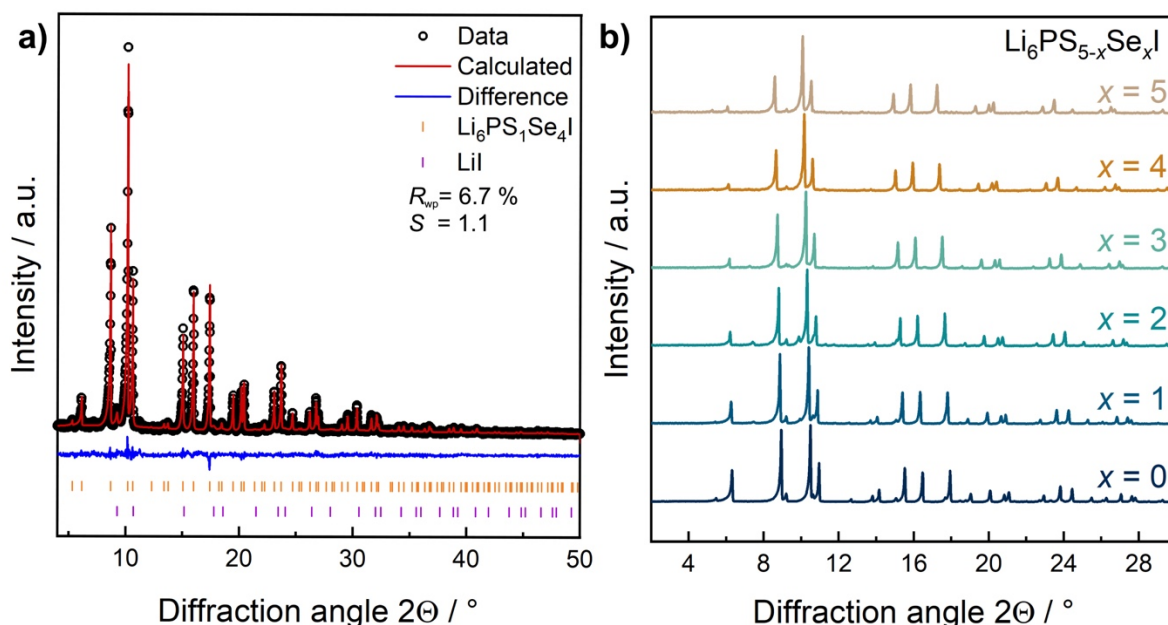 a)
Data
Calculated
Difference
Li₆PS₁Se₄I
LiI
Rwp = 6.7 %
S = 1.1
Intensity / a.u.
10
20
30
40
50
Diffraction angle 2Θ / °
b)
Li₆PS₅₋ₓSeₓI
x = 5
x = 4
x = 3
x = 2
x = 1
x = 0
Intensity / a.u.
4
8
12
16
20
24
28
Diffraction angle 2Θ / °